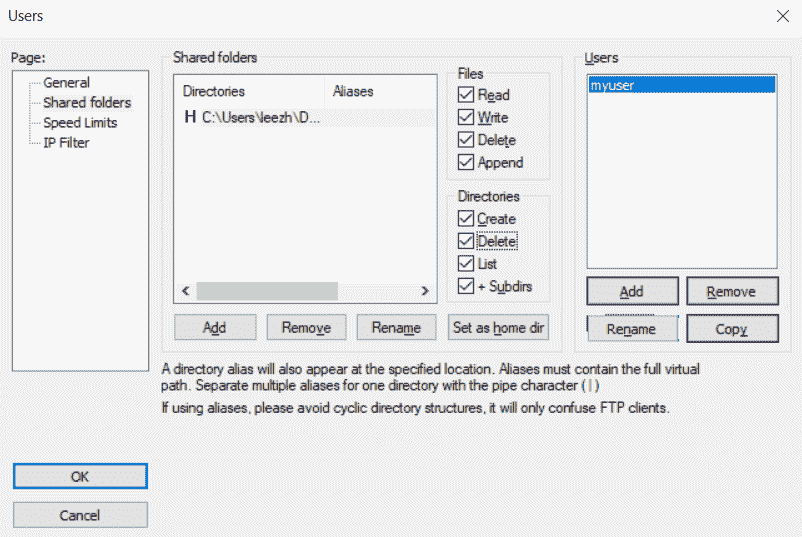 Users
Page:
General
Shared folders
Speed Limits
IP Filter
Shared folders
Directories Aliases
H C:\Users\leezh\D...
Files
Read
Write
Delete
Append
Directories
Create
Delete
List
+ Subdirs
Add Remove Rename Set as home dir
Users
myuser
Add Remove
Rename Copy
A directory alias will also appear at the specified location. Aliases must contain the full virtual
path. Separate multiple aliases for one directory with the pipe character ( | )
If using aliases, please avoid cyclic directory structures, it will only confuse FTP clients.
OK
Cancel